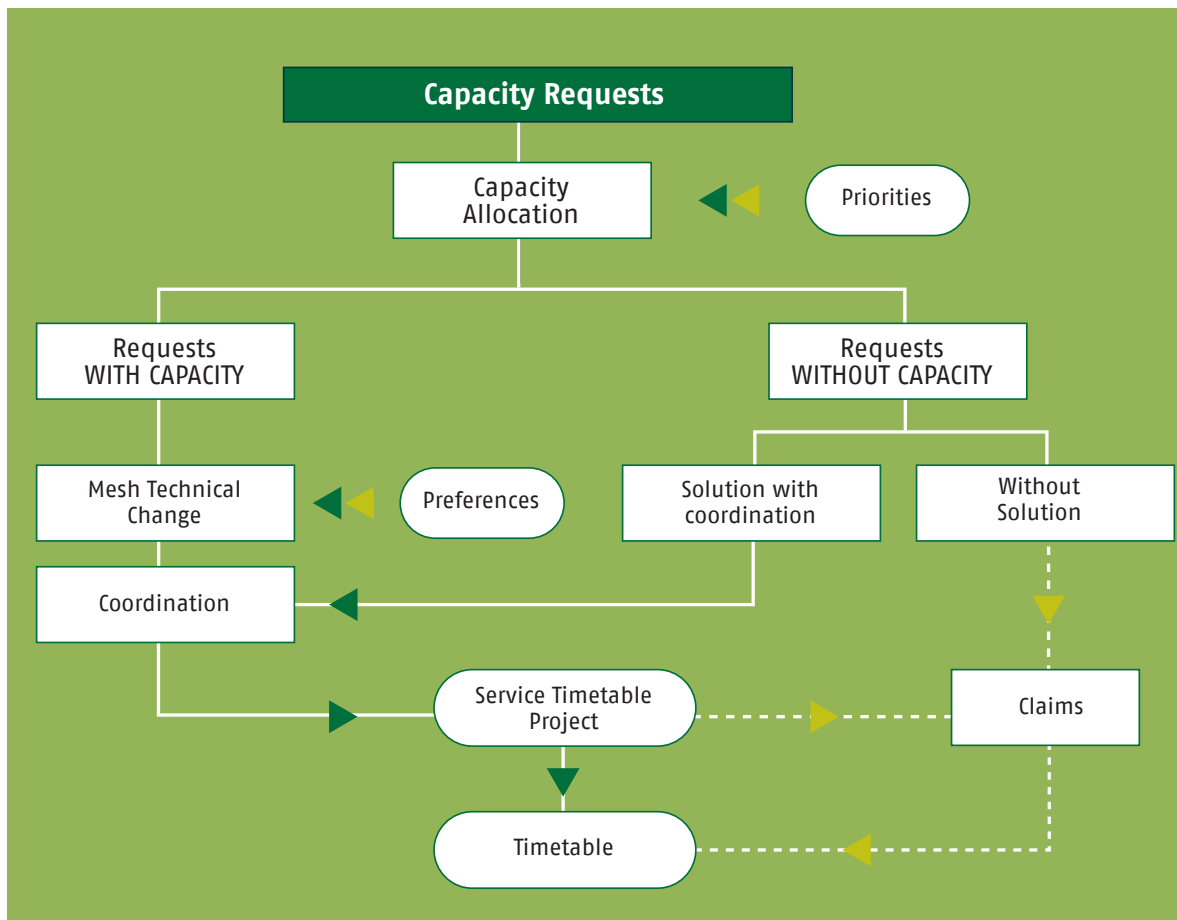 Capacity Requests
Capacity
Allocation
Priorities
Requests
WITH CAPACITY
Requests
WITHOUT CAPACITY
Mesh Technical
Change
Preferences
Solution with
coordination
Without
Solution
Coordination
Service Timetable
Project
Claims
Timetable